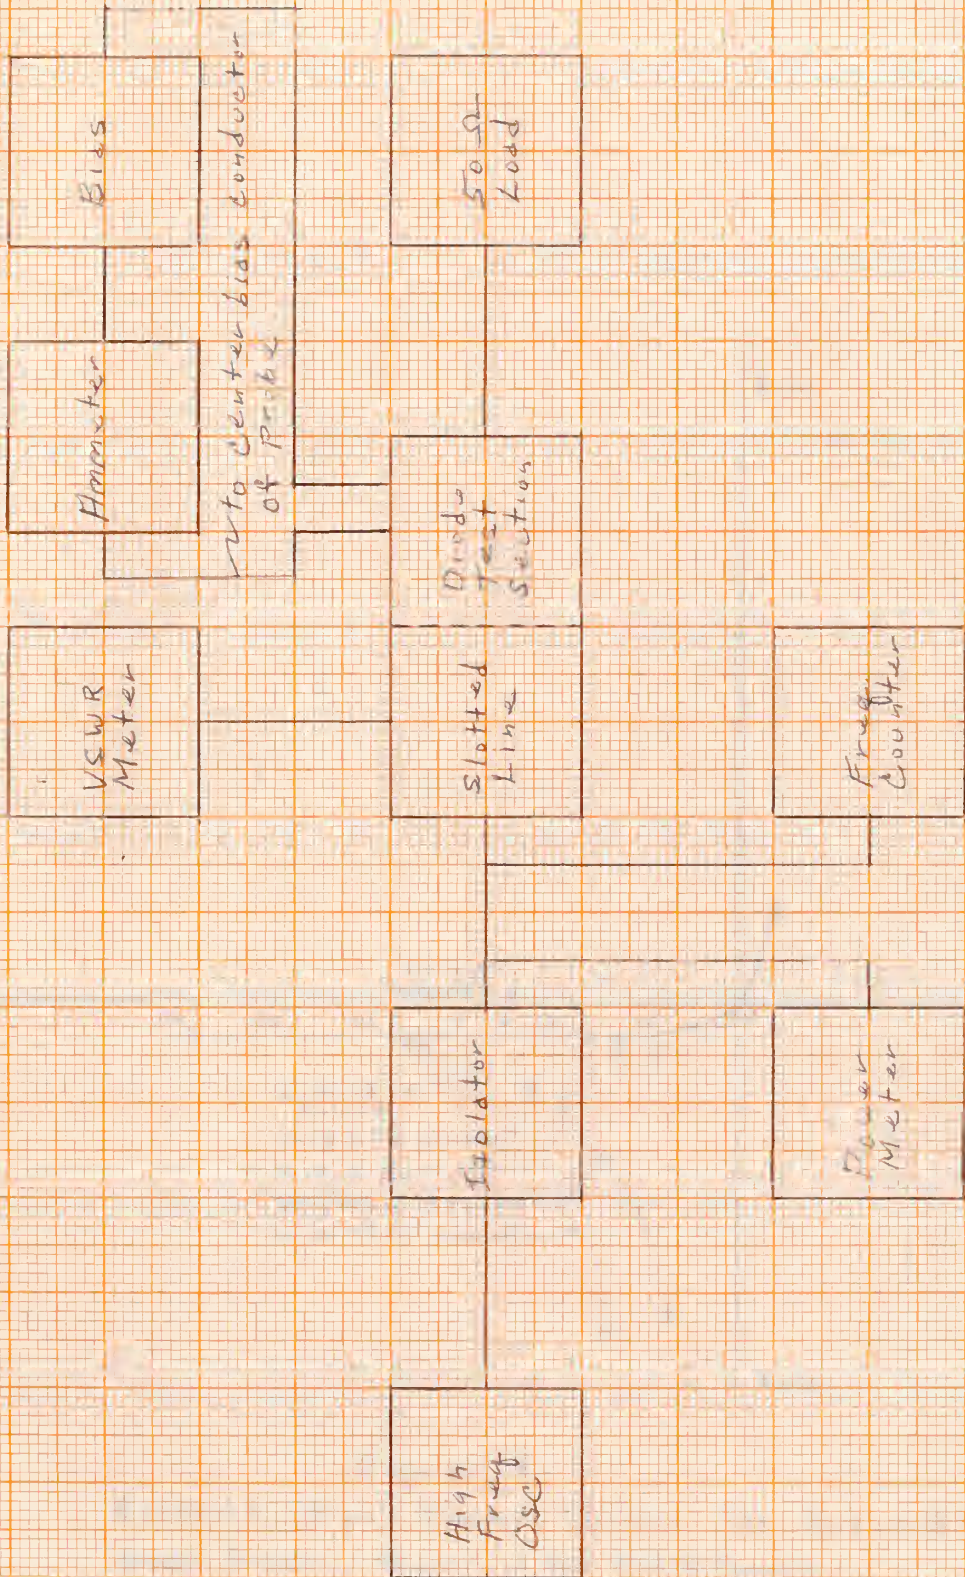 VSWR
Meter
Ammeter
Bias
to center bias conductor
of probe
High
Freq
Osc
Isolator
Slotted
Line
Diode
Test
Section
50 Ω
Load
Power
Meter
Freq.
Counter